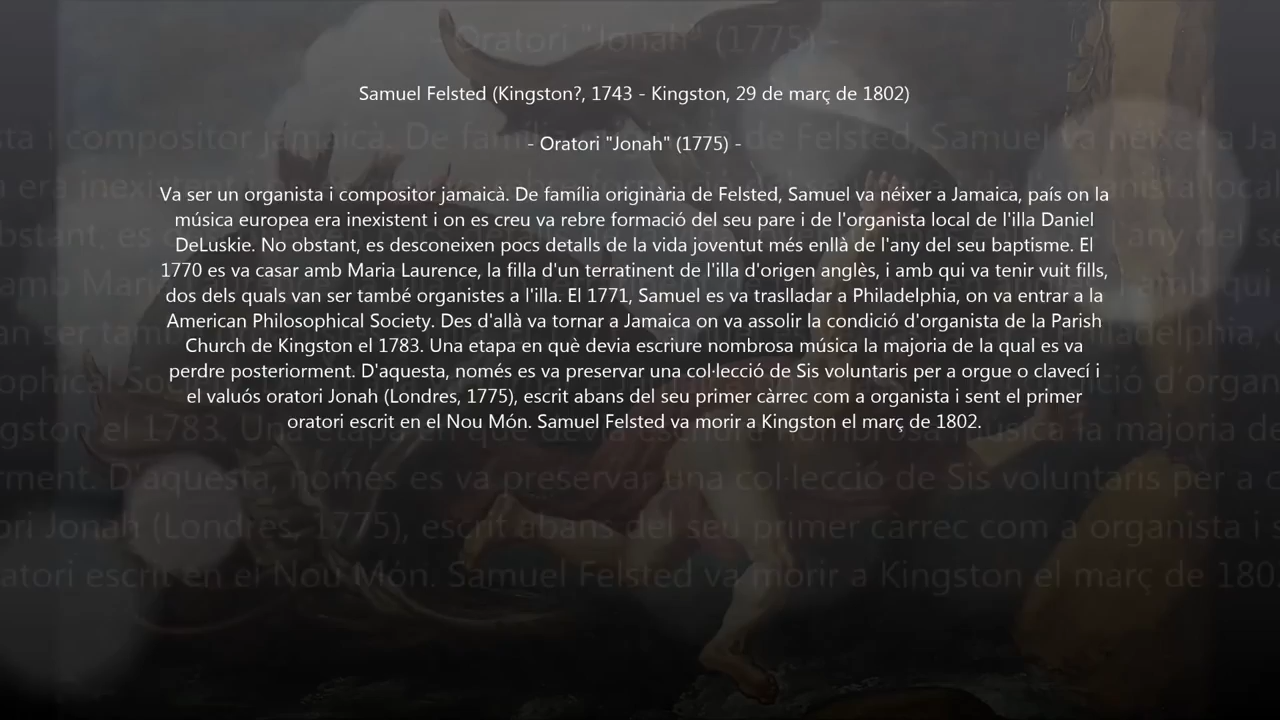 Samuel Felsted (Kingston?, 1743 - Kingston, 29 de març de 1802)
- Oratori "Jonah" (1775) -
Va ser un organista i compositor jamaicà. De família originària de Felsted, Samuel va néixer a Jamaica, país on la
música europea era inexistent i on es creu va rebre formació del seu pare i de l'organista local de l'illa Daniel
DeLuskie. No obstant, es desconeixen pocs detalls de la vida joventut més enllà de l'any del seu baptisme. El
1770 es va casar amb Maria Laurence, la filla d'un terratinent de l'illa d'origen anglès, i amb qui va tenir vuit fills,
dos dels quals van ser també organistes a l'illa. El 1771, Samuel es va traslladar a Philadelphia, on va entrar a la
American Philosophical Society. Des d'allà va tornar a Jamaica on va assolir la condició d'organista de la Parish
Church de Kingston el 1783. Una etapa en què devia escriure nombrosa música la majoria de la qual es va
perdre posteriorment. D'aquesta, només es va preservar una col·lecció de Sis voluntaris per a orgue o clavecí i
el valuós oratori Jonah (Londres, 1775), escrit abans del seu primer càrrec com a organista i sent el primer
oratori escrit en el Nou Món. Samuel Felsted va morir a Kingston el març de 1802.